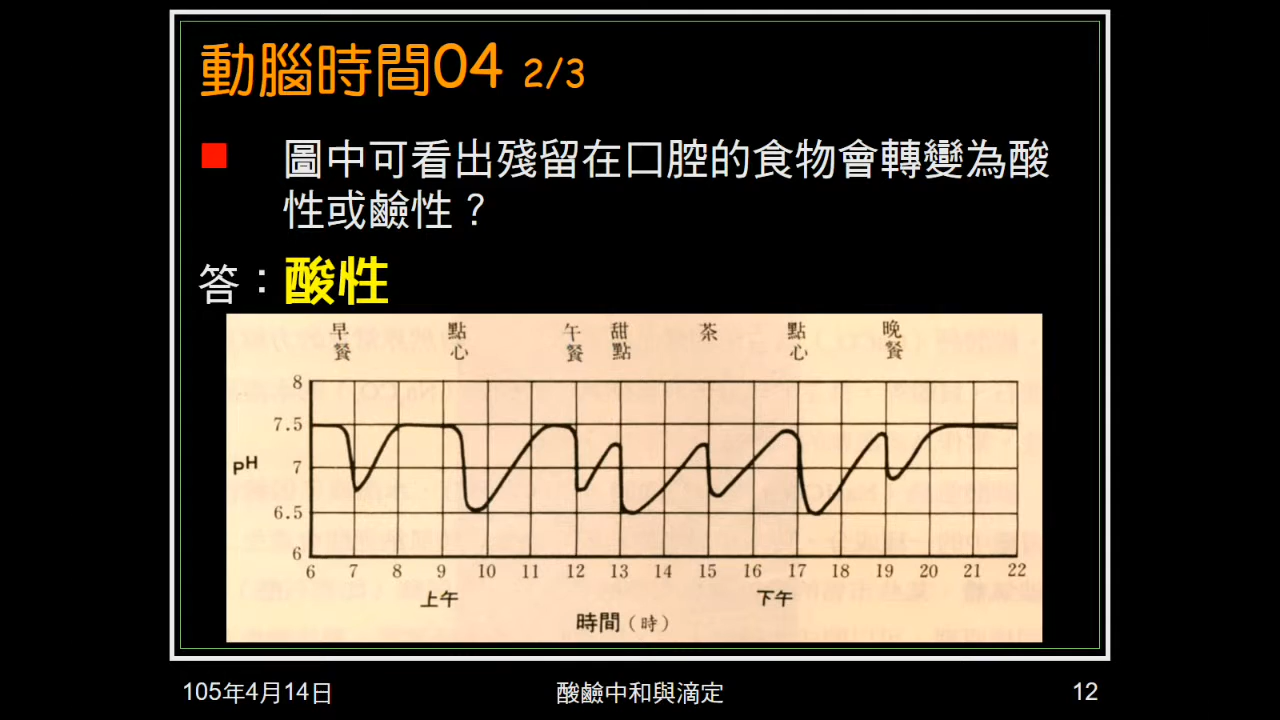 動腦時間04 2/3
■ 圖中可看出殘留在口腔的食物會轉變為酸
性或鹼性？
答：酸性
早餐 點心 午餐 甜點 茶 點心 晚餐
8
7.5
7
6.5
6
PH
6 7 8 9 10 11 12 13 14 15 16 17 18 19 20 21 22
上午 下午
時間（時）
105年4月14日 酸鹼中和與滴定 12